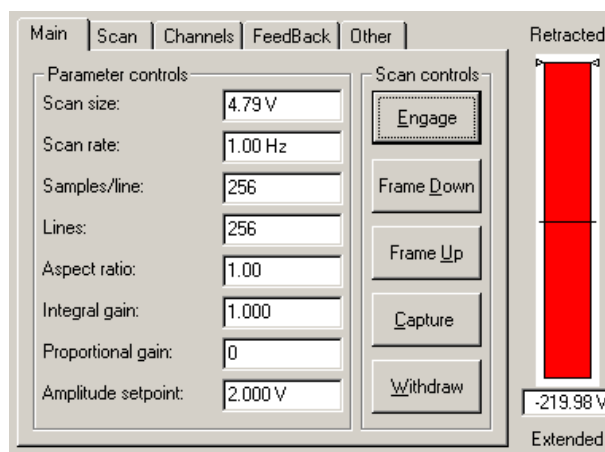 Main Scan Channels FeedBack Other
Retracted
Parameter controls
Scan size: 4.79 V
Scan rate: 1.00 Hz
Samples/line: 256
Lines: 256
Aspect ratio: 1.00
Integral gain: 1.000
Proportional gain: 0
Amplitude setpoint: 2.000 V
Scan controls
Engage
Frame Down
Frame Up
Capture
Withdraw
-219.98 V
Extended